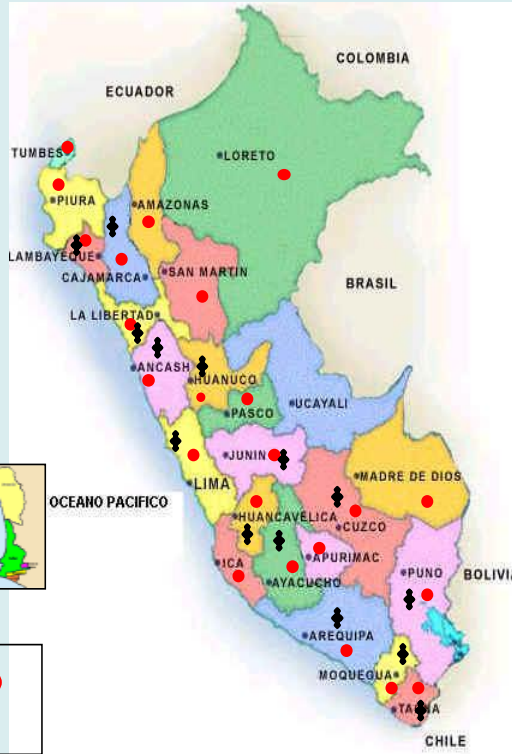 COLOMBIA
ECUADOR
TUMBES
LORETO
PIURA
AMAZONAS
LAMBAYEQUE
CAJAMARCA
SAN MARTIN
BRASIL
LA LIBERTAD
ANCASH
HUANUCO
UCAYALI
PASCO
JUNIN
MADRE DE DIOS
LIMA
OCEANO PACIFICO
HUANCAVELICA
CUZCO
ICA
APURIMAC
PUNO
BOLIVIA
AYACUCHO
AREQUIPA
MOQUEGUA
TACNA
CHILE